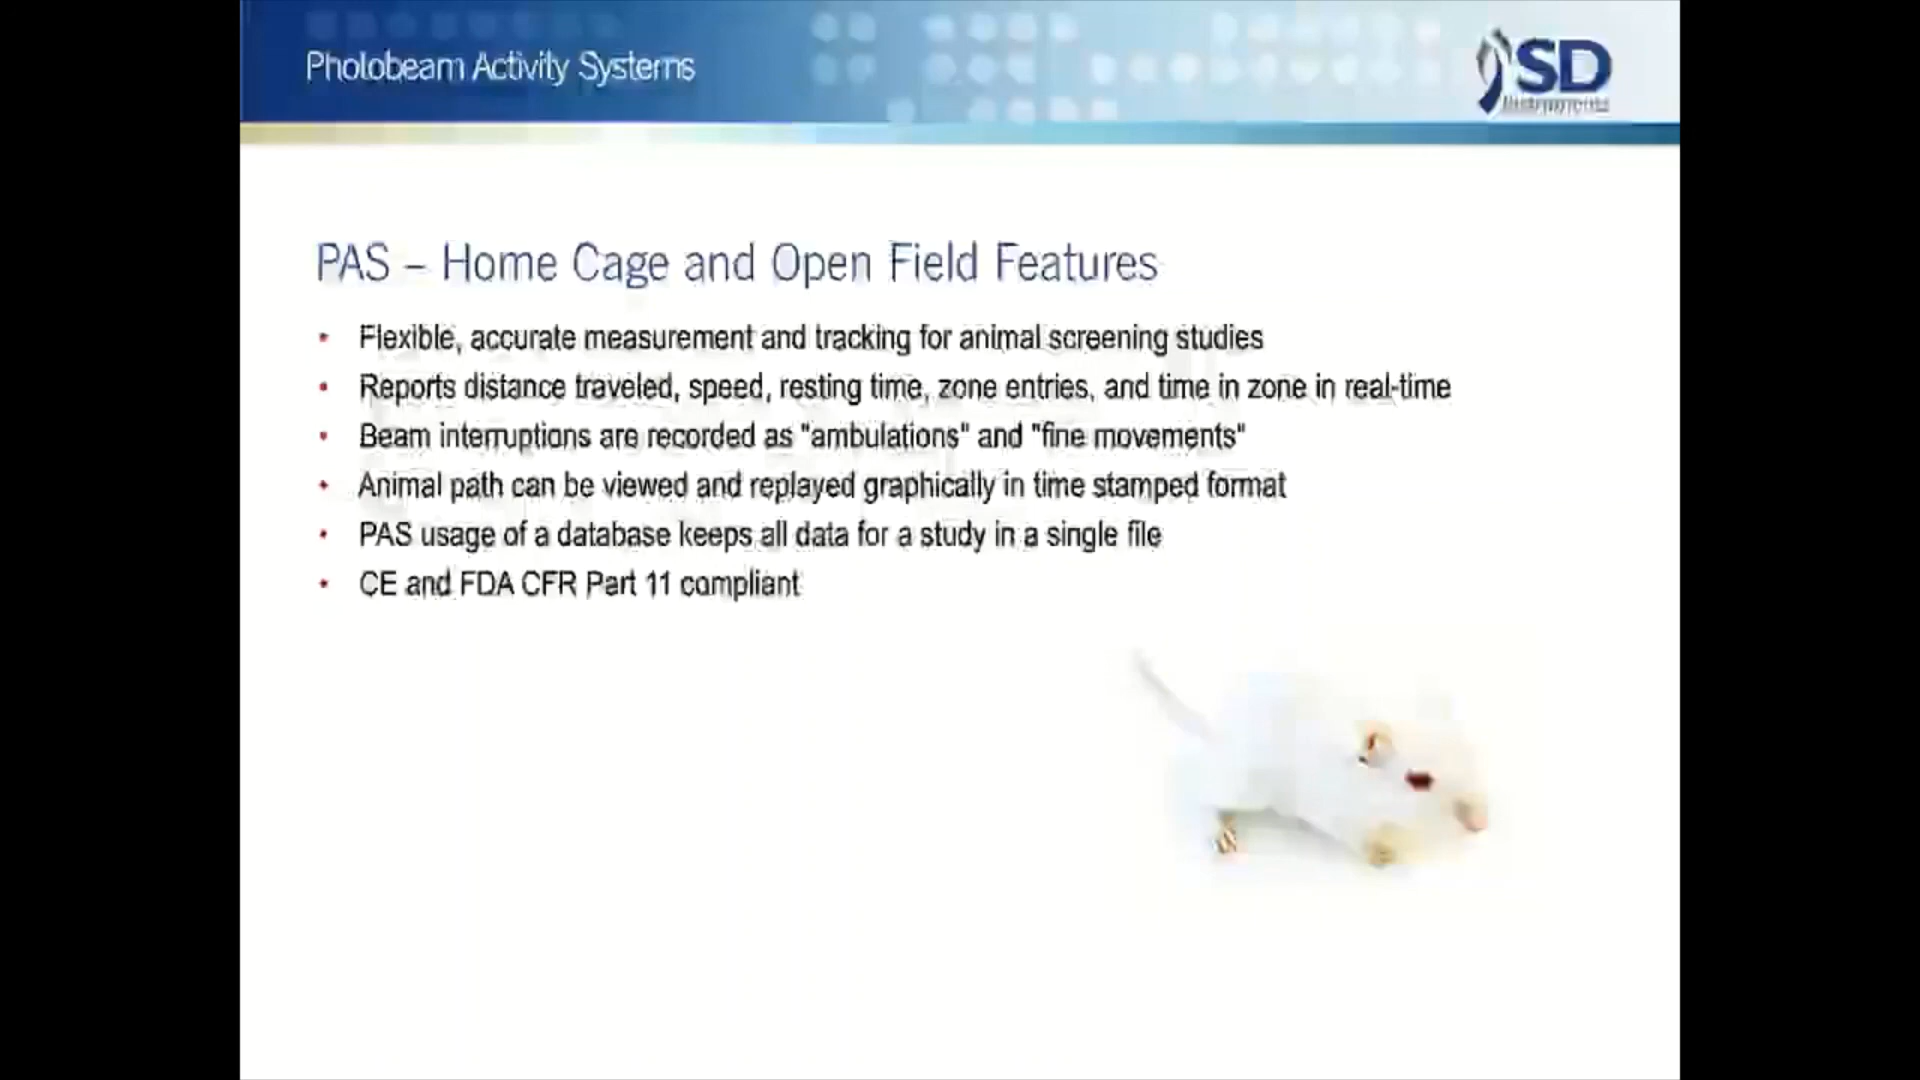 Photobeam Activity Systems
SD
Instruments
PAS – Home Cage and Open Field Features
• Flexible, accurate measurement and tracking for animal screening studies
• Reports distance traveled, speed, resting time, zone entries, and time in zone in real-time
• Beam interruptions are recorded as "ambulations" and "fine movements"
• Animal path can be viewed and replayed graphically in time stamped format
• PAS usage of a database keeps all data for a study in a single file
• CE and FDA CFR Part 11 compliant